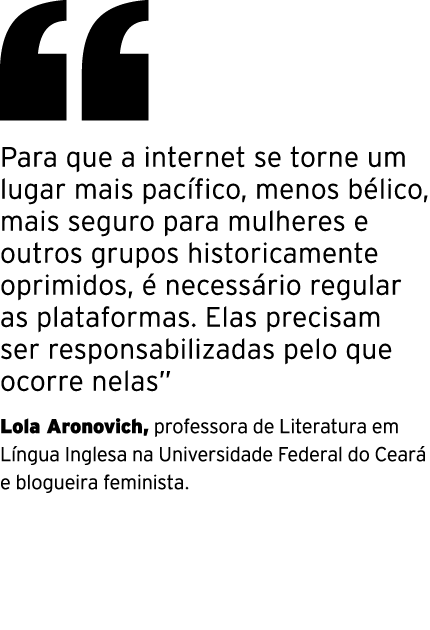 “
Para que a internet se torne um
lugar mais pacífico, menos bélico,
mais seguro para mulheres e
outros grupos historicamente
oprimidos, é necessário regular
as plataformas. Elas precisam
ser responsabilizadas pelo que
ocorre nelas”
Lola Aronovich, professora de Literatura em
Língua Inglesa na Universidade Federal do Ceará
e blogueira feminista.